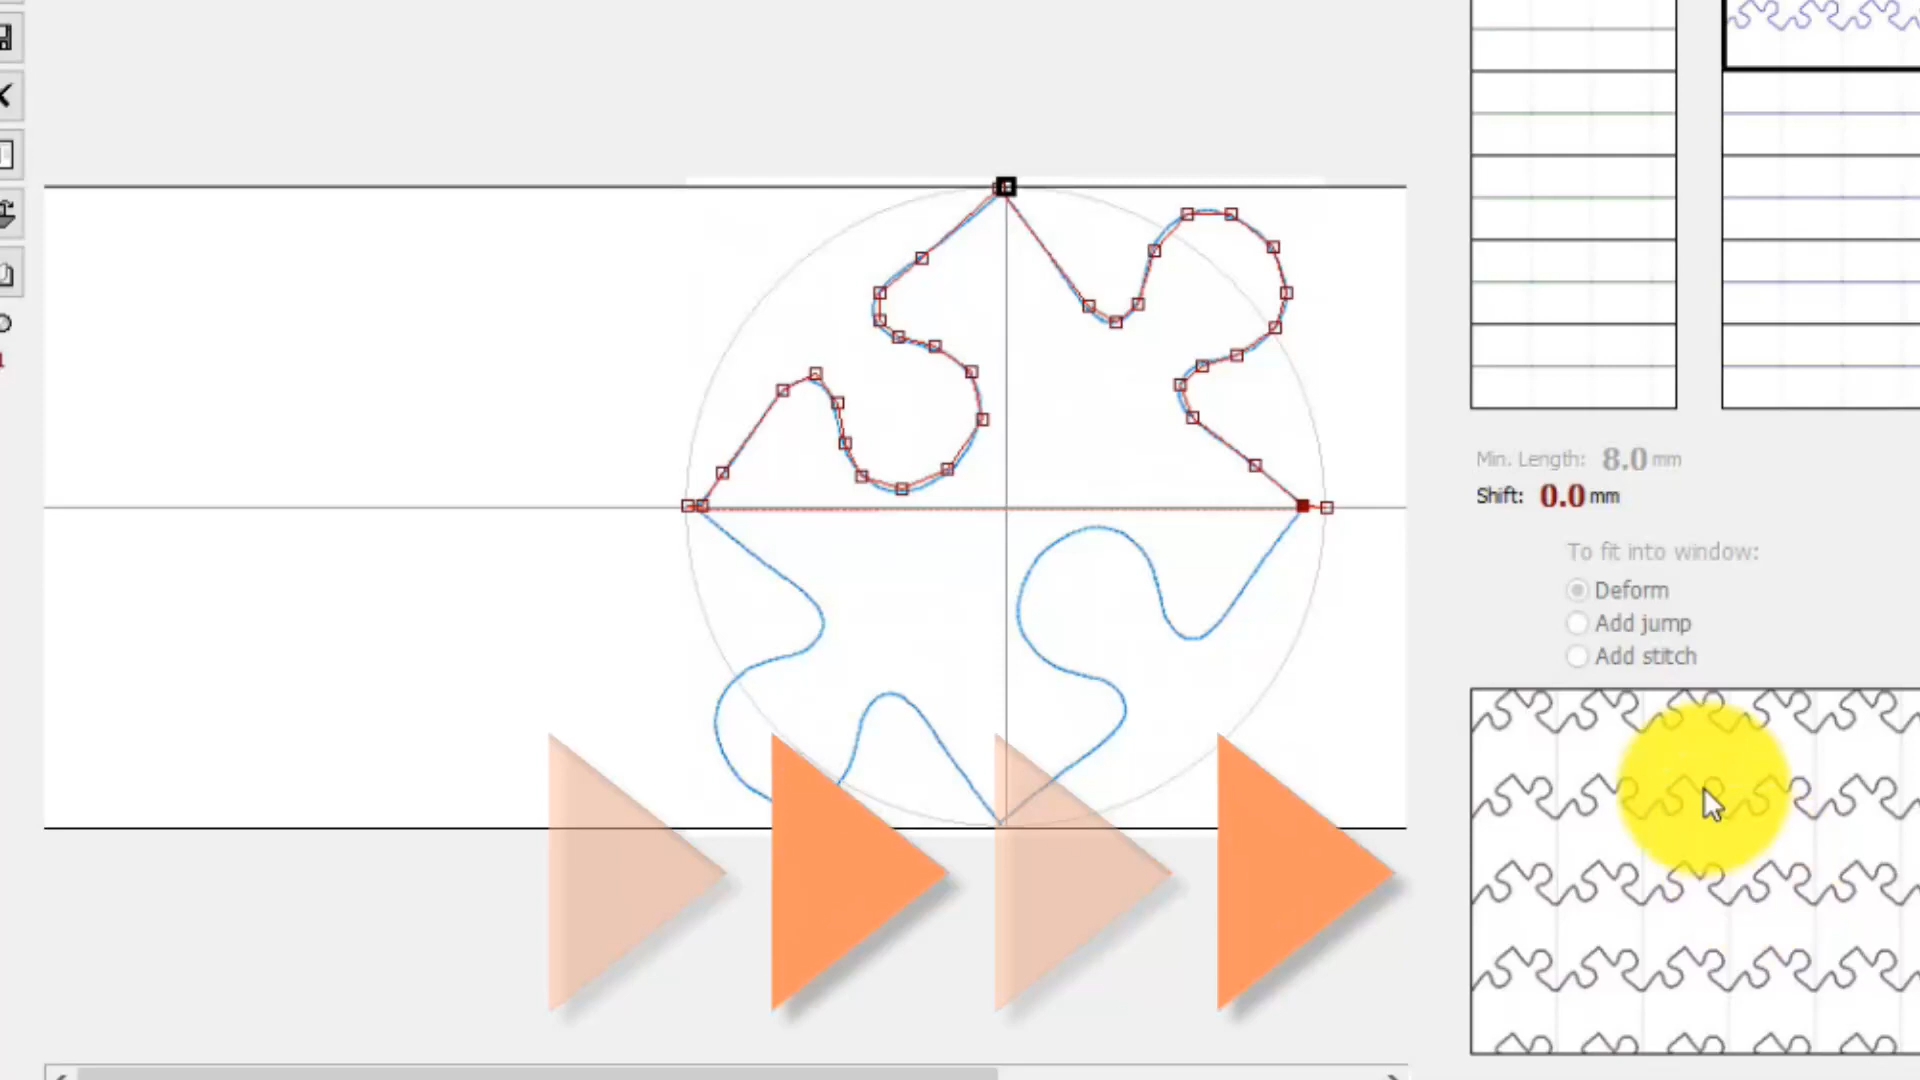 Min. Length: 8.0 mm
Shift: 0.0 mm
To fit into window:
Deform
Add jump
Add stitch